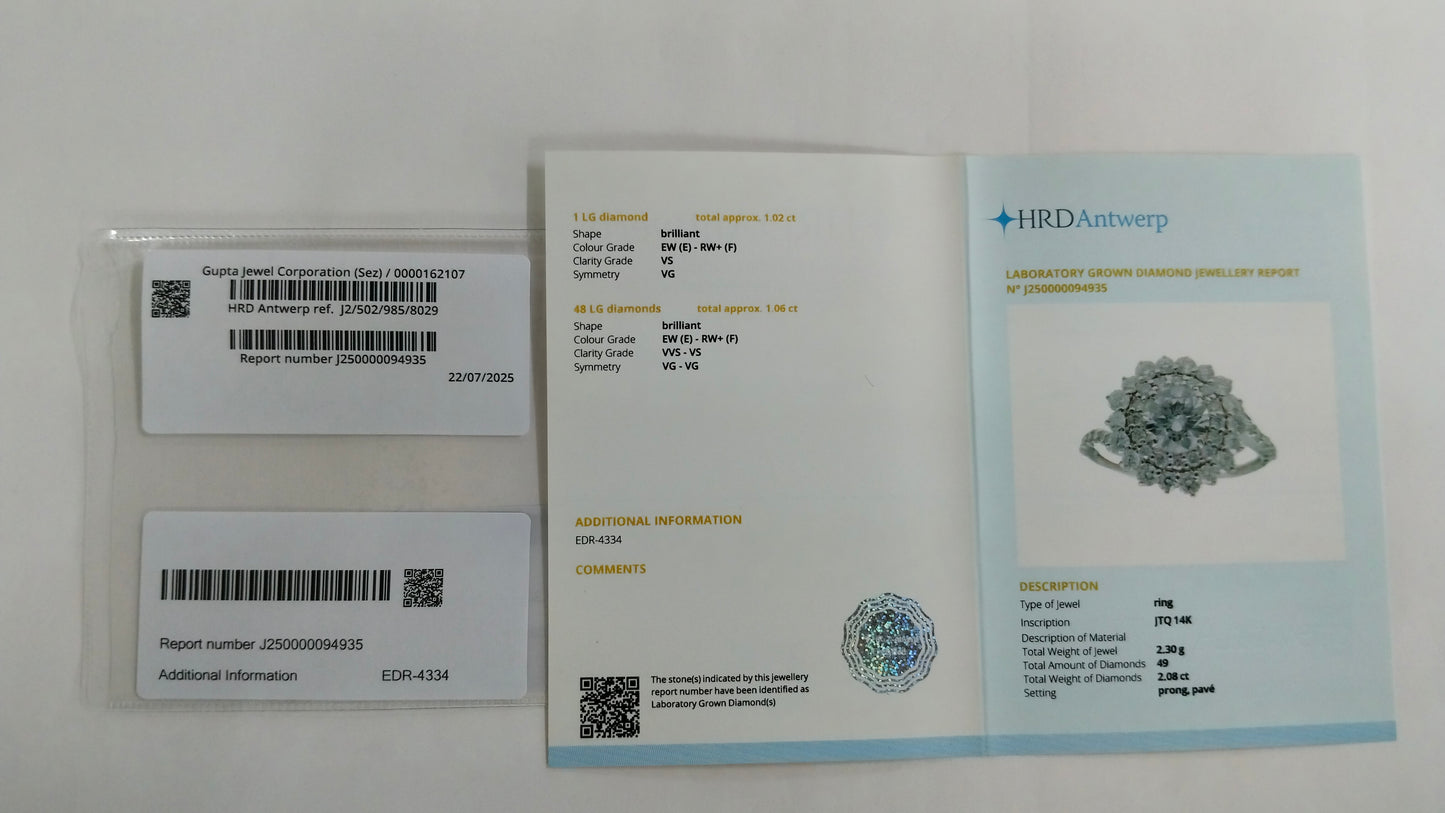 Gupta Jewel Corporation (Sez) / 0000162107
HRD Antwerp ref. J2/502/985/8029
Report number J250000094935
22/07/2025
Report number J250000094935
Additional Information EDR-4334
1 LG diamond total approx. 1.02 ct
Shape brilliant
Colour Grade EW (E) - RW+ (F)
Clarity Grade VS
Symmetry VG
48 LG diamonds total approx. 1.06 ct
Shape brilliant
Colour Grade EW (E) - RW+ (F)
Clarity Grade VVS - VS
Symmetry VG - VG
ADDITIONAL INFORMATION
EDR-4334
COMMENTS
The stone(s) indicated by this jewellery
report number have been identified as
Laboratory Grown Diamond(s)
HRDAntwerp
LABORATORY GROWN DIAMOND JEWELLERY REPORT
N° J250000094935
DESCRIPTION
Type of Jewel ring
Inscription JTQ 14K
Description of Material
Total Weight of Jewel 2.30 g
Total Amount of Diamonds 49
Total Weight of Diamonds 2.08 ct
Setting prong, pavé